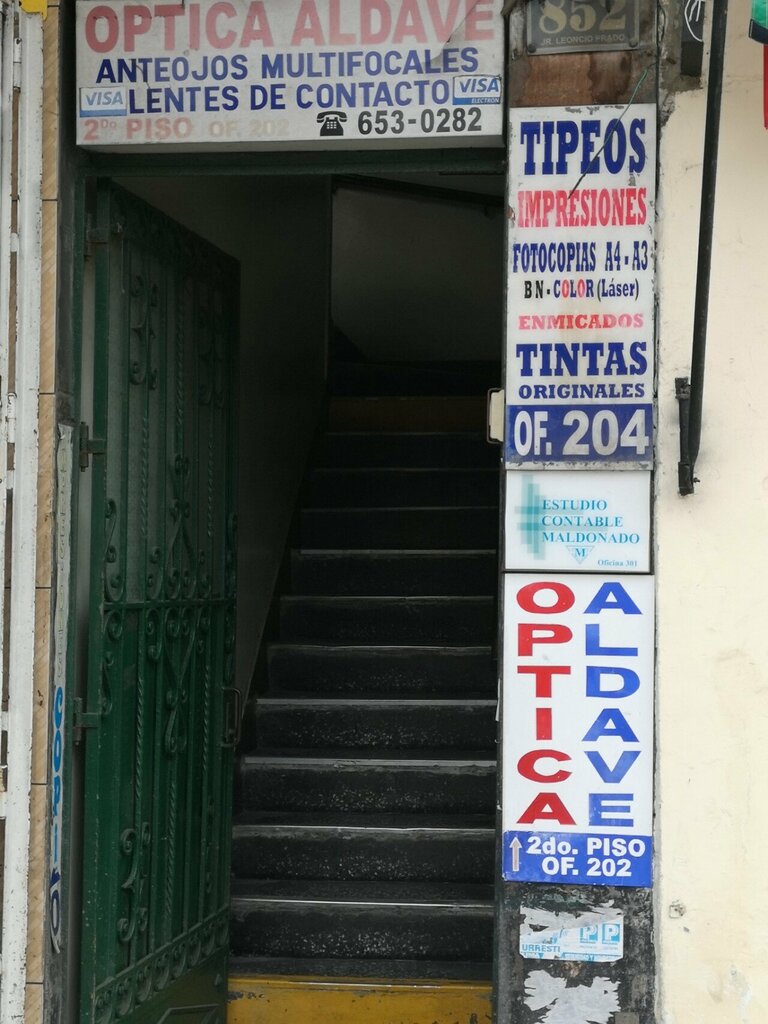 OPTICA ALDAVE
ANTEOJOS MULTIFOCALES
VISA LENTES DE CONTACTO VISA
ELECTRON
2do PISO OF. 202 653-0282
852
JR. LEONCIO PRADO
TIPEOS
IMPRESIONES
FOTOCOPIAS A4-A3
BN-COLOR (Láser)
ENMICADOS
TINTAS
ORIGINALES
OF. 204
ESTUDIO
CONTABLE
MALDONADO
M
Oficina 301
OPTICA
ALDAVE
2do. PISO
OF. 202
P P
URRESTI